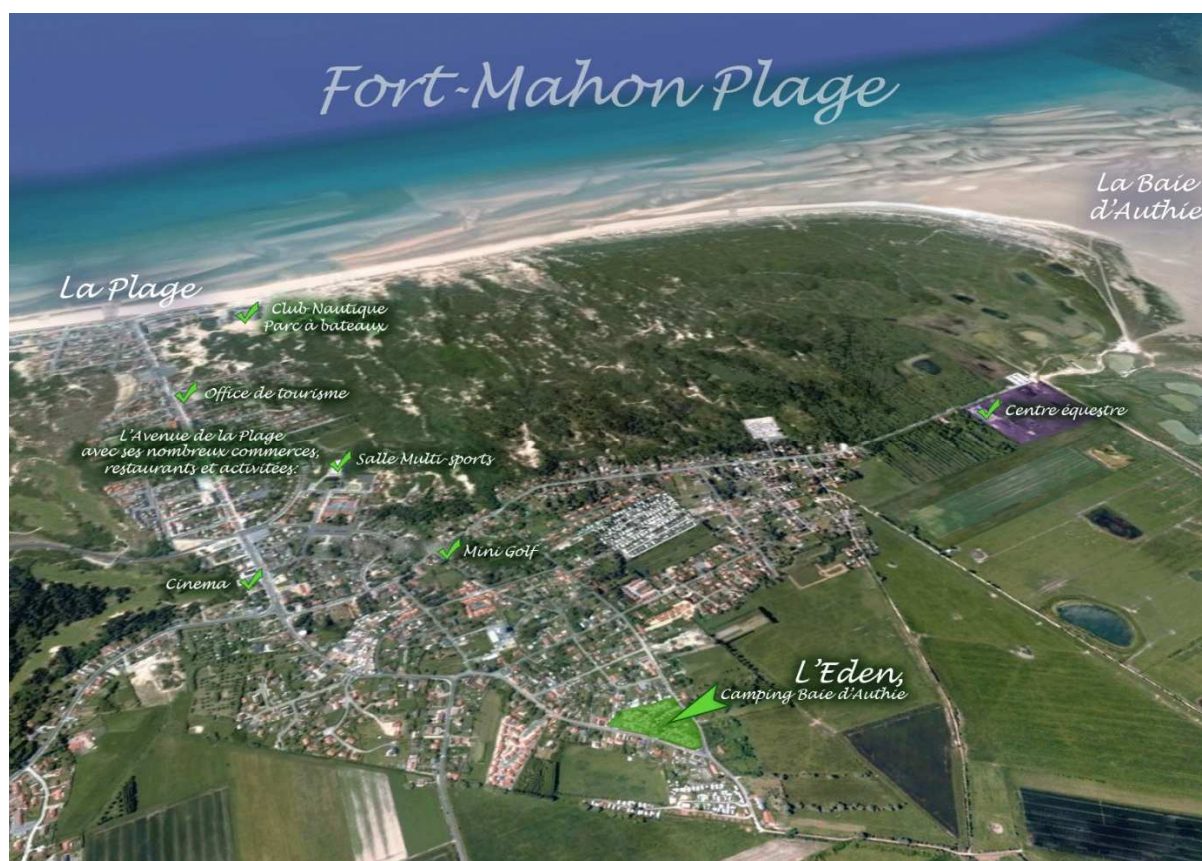 Fort-Mahon Plage
La Baie
d'Authie
La Plage
Club Nautique
Parc à bateaux
Office de tourisme
Centre équestre
L'Avenue de la Plage
avec ses nombreux commerces,
restaurants et activitées.
Salle Multi-sports
Mini Golf
Cinema
L'Eden,
Camping Baie d'Authie